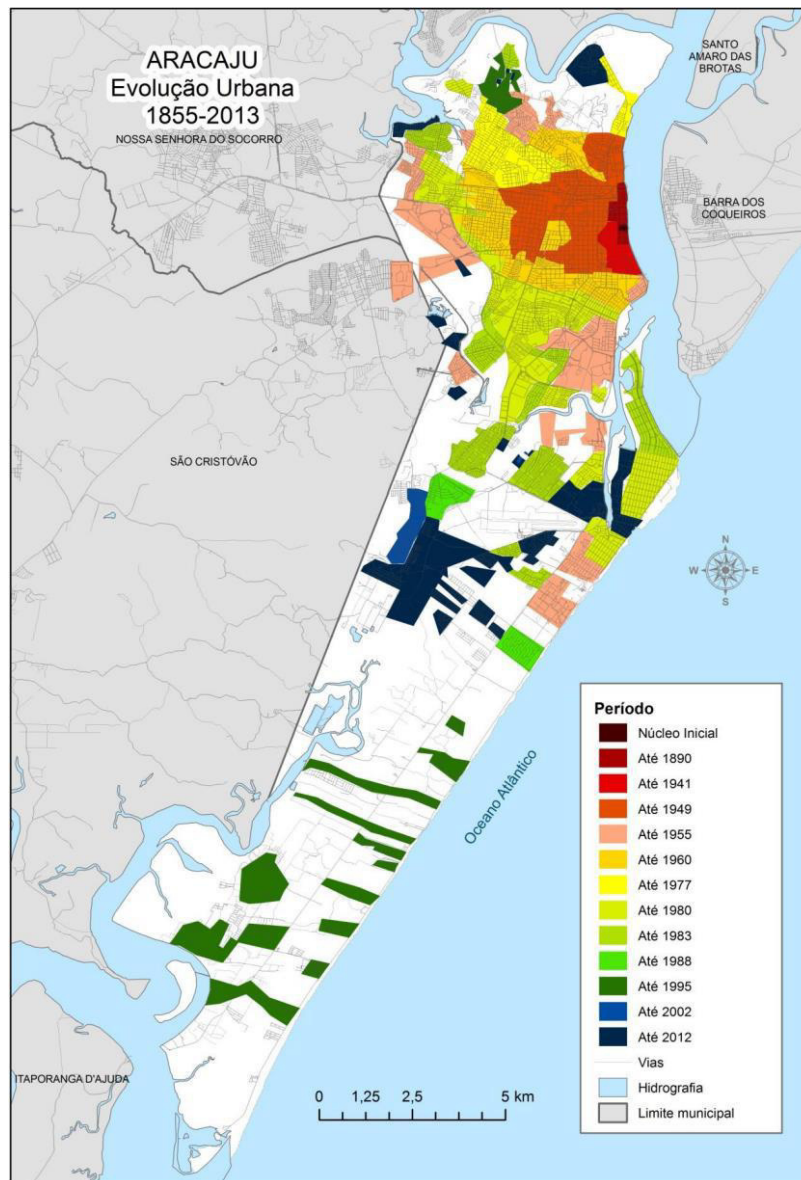 ARACAJU
Evolução Urbana
1855-2013
NOSSA SENHORA DO SOCORRO
SANTO
AMARO DAS
BROTAS
BARRA DOS
COQUEIROS
SÃO CRISTÓVÃO
N
W
E
S
Oceano Atlântico
ITAPORANGA D'AJUDA
0 1,25 2,5 5 km
Período
Núcleo Inicial
Até 1890
Até 1941
Até 1949
Até 1955
Até 1960
Até 1977
Até 1980
Até 1983
Até 1988
Até 1995
Até 2002
Até 2012
Vias
Hidrografia
Limite municipal